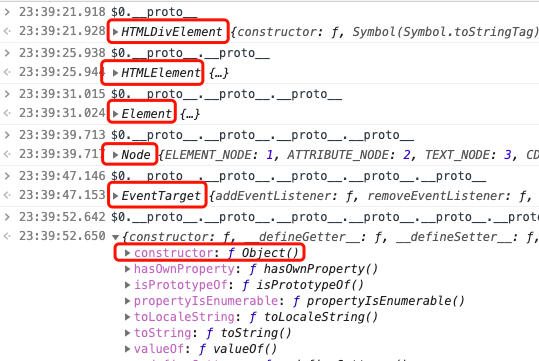 23:39:21.918 $0.__proto__
23:39:21.928 HTMLDivElement {constructor: ƒ, Symbol(Symbol.toStringTag)
23:39:25.938 $0.__proto__.__proto__
23:39:25.944 HTMLElement {…}
23:39:31.015 $0.__proto__.__proto__.__proto__
23:39:31.024 Element {…}
23:39:39.713 $0.__proto__.__proto__.__proto__.__proto__
23:39:39.71 Node {ELEMENT_NODE: 1, ATTRIBUTE_NODE: 2, TEXT_NODE: 3, CD
23:39:47.146 $0.__proto__.__proto__.__proto__.__proto__.__proto__
23:39:47.153 EventTarget {addEventListener: ƒ, removeEventListener: ƒ,
23:39:52.642 $0.__proto__.__proto__.__proto__.__proto__.__proto__.__proto__
23:39:52.650 {constructor: ƒ, __defineGetter__: ƒ, __defineSetter__: ƒ,
constructor: ƒ Object()
hasOwnProperty: ƒ hasOwnProperty()
isPrototypeOf: ƒ isPrototypeOf()
propertyIsEnumerable: ƒ propertyIsEnumerable()
toLocaleString: ƒ toLocaleString()
toString: ƒ toString()
valueOf: ƒ valueOf()